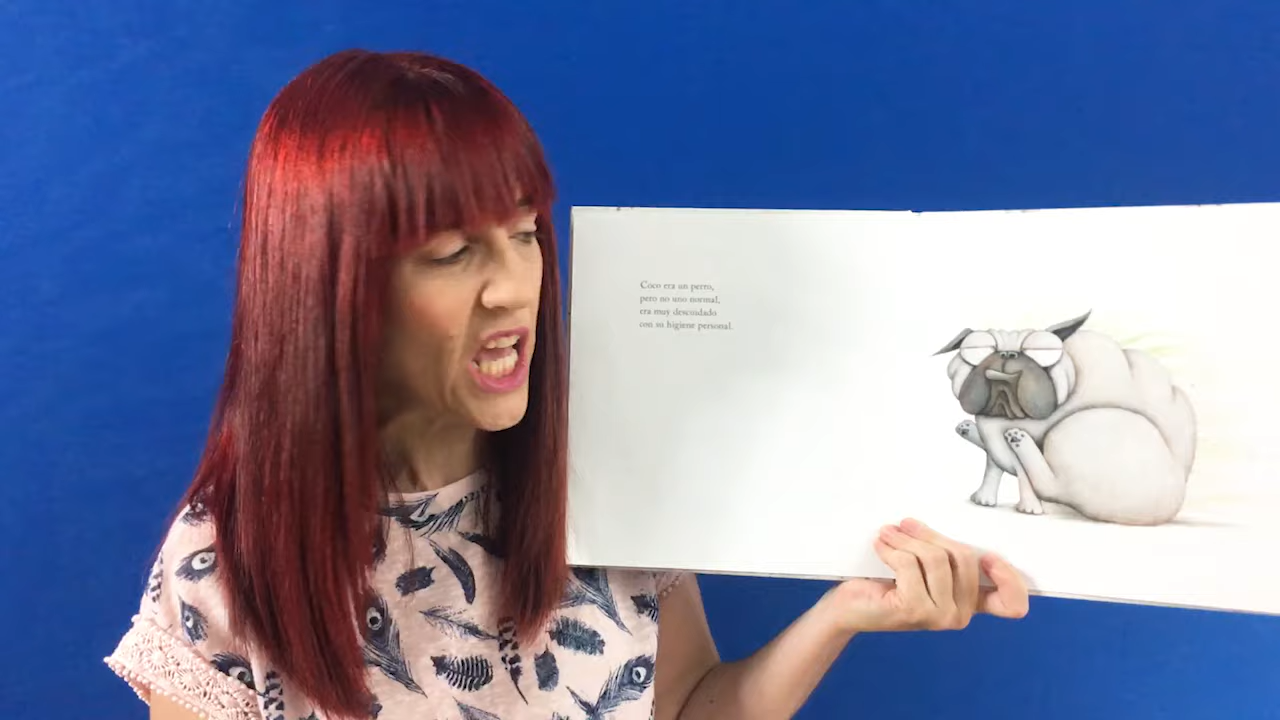 Coco era un perro,
pero no uno normal,
era muy descuidado
con su higiene personal.